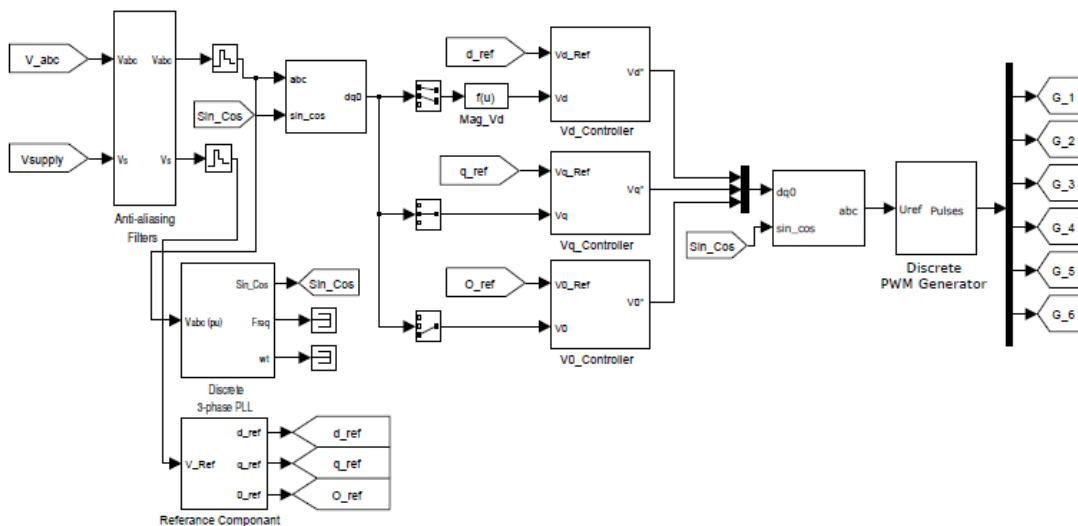 V_abc
Vsupply
Vabc
Vs
Vabc
Vs
Anti-aliasing
Filters
Sin_Cos
abc
sin_cos
dq0
f(u)
Mag_Vd
d_ref
Vd_Ref
Vd
Vd*
Vd_Controller
q_ref
Vq_Ref
Vq
Vq*
Vq_Controller
O_ref
V0_Ref
V0
V0*
V0_Controller
Sin_Cos
dq0
sin_cos
abc
Uref
Pulses
Discrete
PWM Generator
G_1
G_2
G_3
G_4
G_5
G_6
Vabc (pu)
Sin_Cos
Freq
wt
Sin_Cos
Discrete
3-phase PLL
V_Ref
d_ref
q_ref
0_ref
d_ref
q_ref
O_ref
Referance Componant